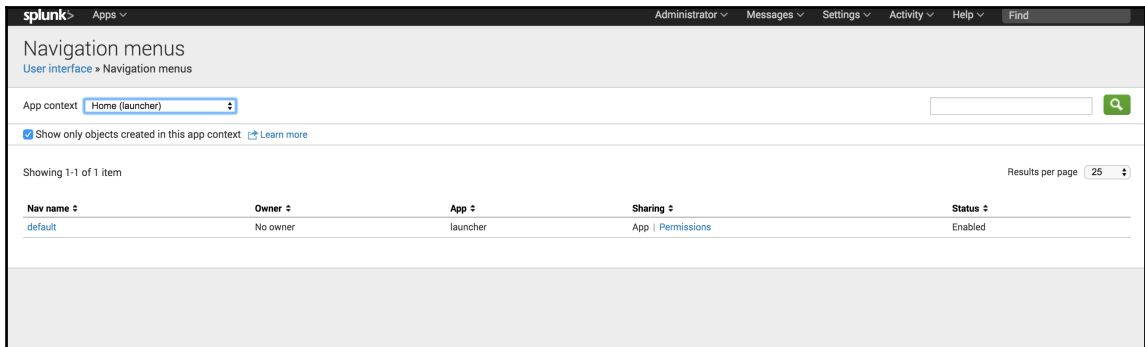 splunk> Apps Administrator Messages Settings Activity Help Find
Navigation menus
User interface » Navigation menus
App context Home (launcher)
Show only objects created in this app context Learn more
Showing 1-1 of 1 item Results per page 25
Nav name Owner App Sharing Status
default No owner launcher App | Permissions Enabled